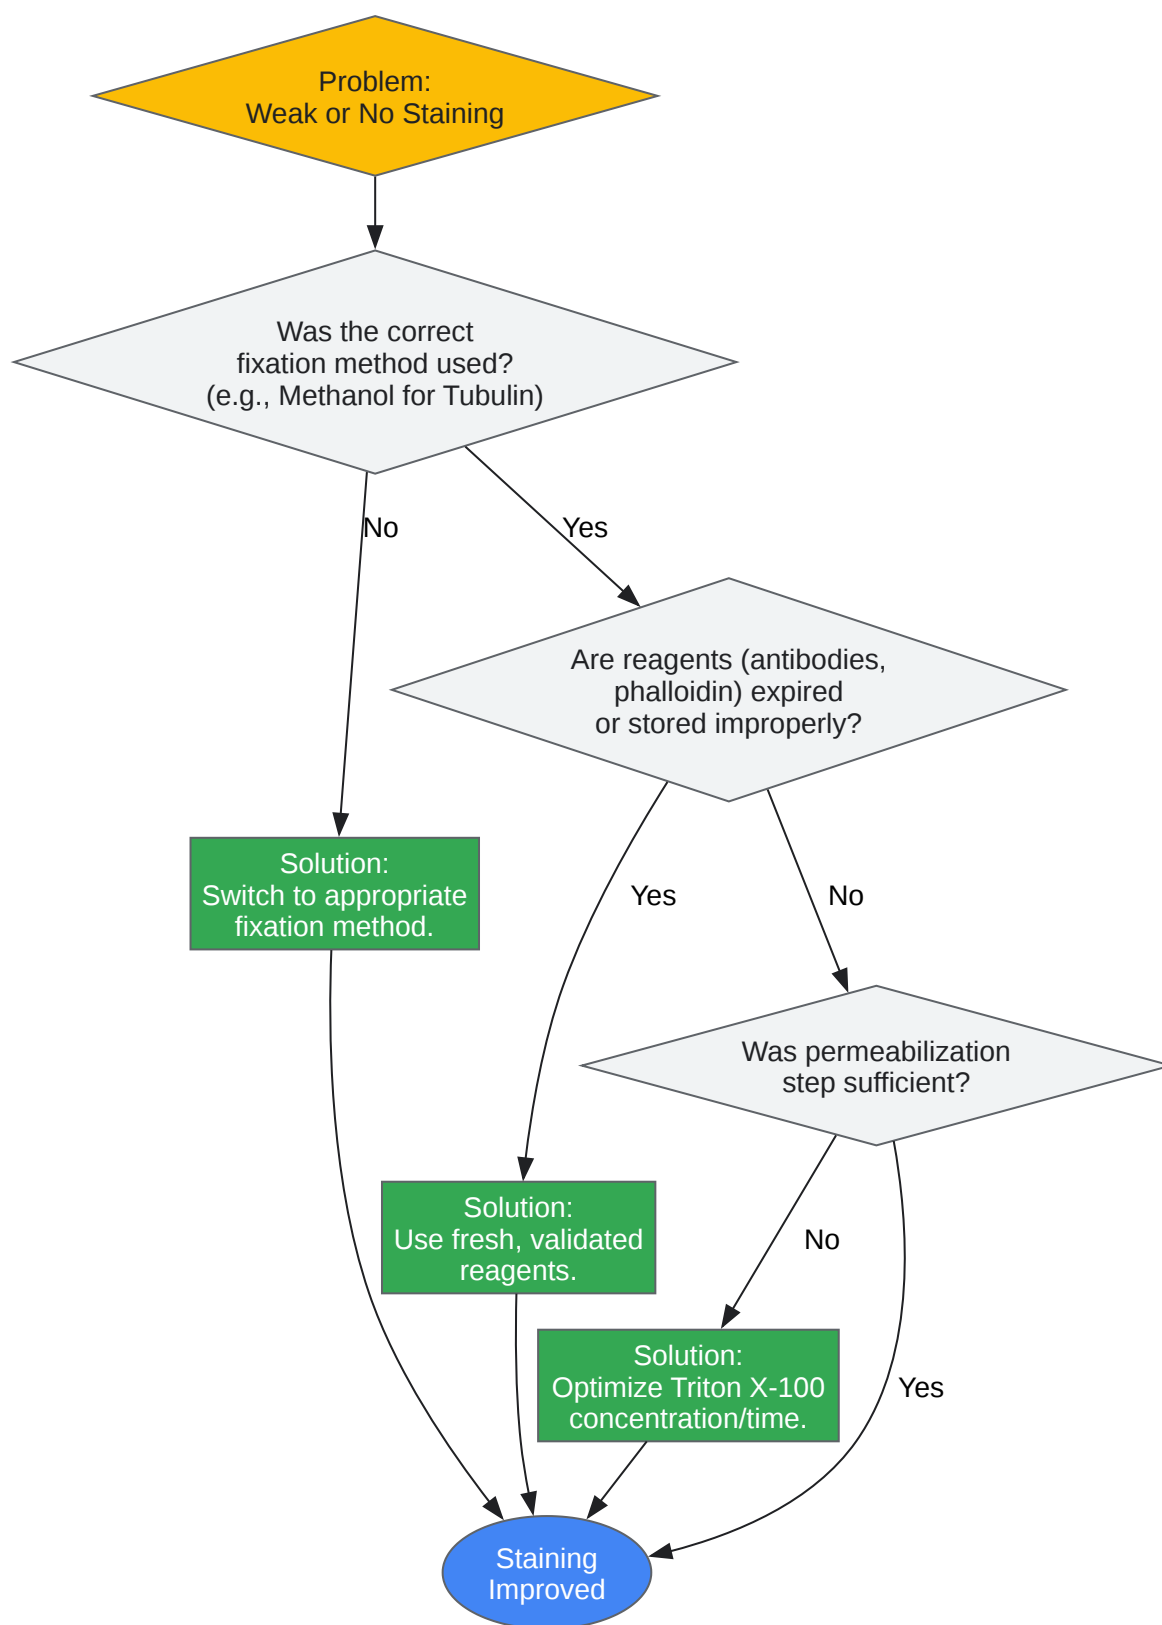 Problem:
Weak or No Staining
Was the correct
fixation method used?
(e.g., Methanol for Tubulin)
No
Yes
Are reagents (antibodies,
phalloidin) expired
or stored improperly?
Solution:
Switch to appropriate
fixation method.
Yes
No
Was permeabilization
step sufficient?
Solution:
Use fresh, validated
reagents.
No
Solution:
Optimize Triton X-100
concentration/time.
Yes
Staining
Improved